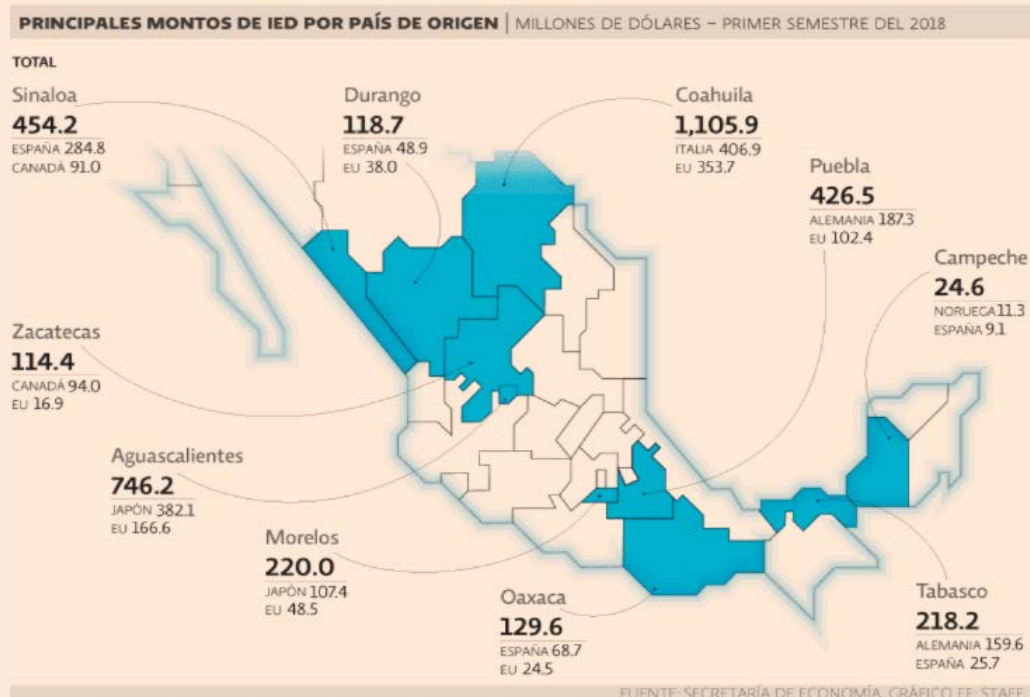 PRINCIPALES MONTOS DE IED POR PAÍS DE ORIGEN | MILLONES DE DÓLARES – PRIMER SEMESTRE DEL 2018
TOTAL
Sinaloa
454.2
ESPAÑA 284.8
CANADÁ 91.0
Durango
118.7
ESPAÑA 48.9
EU 38.0
Coahuila
1,105.9
ITALIA 406.9
EU 353.7
Puebla
426.5
ALEMANIA 187.3
EU 102.4
Campeche
24.6
NORUEGA 11.3
ESPAÑA 9.1
Zacatecas
114.4
CANADÁ 94.0
EU 16.9
Aguascalientes
746.2
JAPÓN 382.1
EU 166.6
Morelos
220.0
JAPÓN 107.4
EU 48.5
Oaxaca
129.6
ESPAÑA 68.7
EU 24.5
Tabasco
218.2
ALEMANIA 159.6
ESPAÑA 25.7
FUENTE: SECRETARÍA DE ECONOMÍA. GRÁFICO EE: STAFF